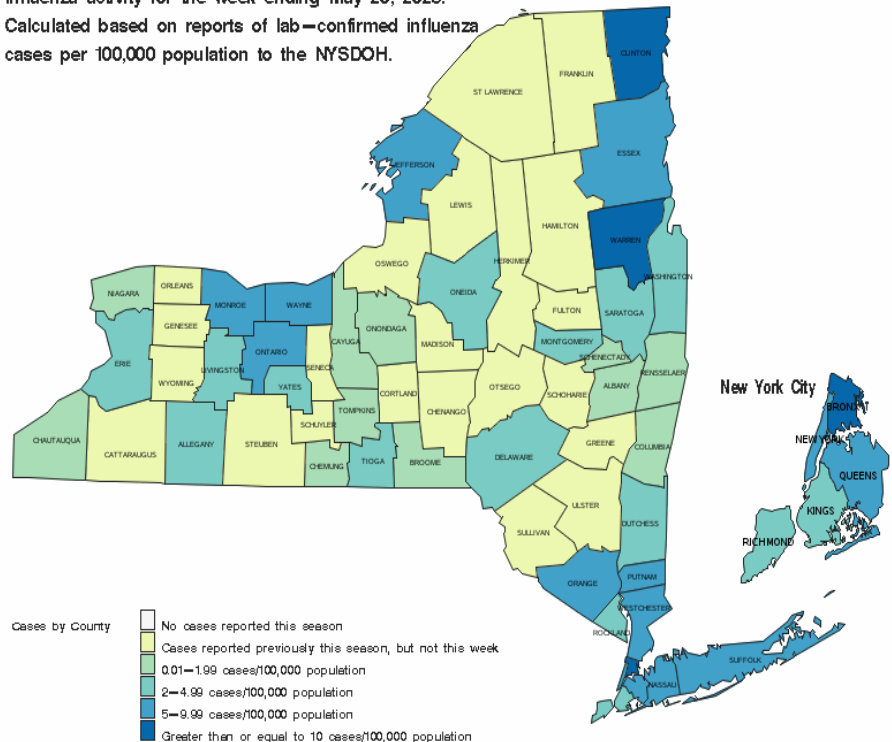 Calculated based on reports of lab-confirmed influenza
cases per 100,000 population to the NYSDOH.
CLINTON
FRANKLIN
ST LAWRENCE
ESSEX
JEFFERSON
LEWIS
HAMILTON
HERKIMER
WARREN
WASHINGTON
OSWEGO
ONEIDA
NIAGARA
ORLEANS
MONROE
WAYNE
GENESEE
ONTARIO
SENECA
CAYUGA
ONONDAGA
MADISON
FULTON
SARATOGA
MONTGOMERY
SCHENECTADY
ERIE
WYOMING
LIVINGSTON
YATES
CORTLAND
OTSEGO
SCHOHARIE
ALBANY
RENSSELAER
CHAUTAUQUA
CATTARAUGUS
ALLEGANY
STEUBEN
SCHUYLER
TOMPKINS
CHENANGO
CHEMUNG
TIOGA
BROOME
DELAWARE
GREENE
COLUMBIA
ULSTER
SULLIVAN
DUTCHESS
ORANGE
PUTNAM
WESTCHESTER
ROCKLAND
SUFFOLK
NASSAU
New York City
BRONX
NEW YORK
QUEENS
KINGS
RICHMOND
Cases by County
No cases reported this season
Cases reported previously this season, but not this week
0.01-1.99 cases/100,000 population
2-4.99 cases/100,000 population
5-9.99 cases/100,000 population
Greater than or equal to 10 cases/100,000 population